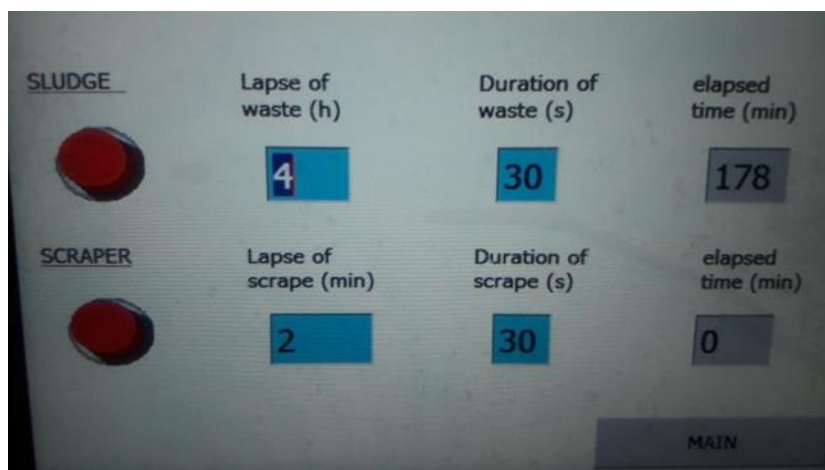 SLUDGE
Lapse of
waste (h)
Duration of
waste (s)
elapsed
time (min)
4
30
178
SCRAPER
Lapse of
scrape (min)
Duration of
scrape (s)
elapsed
time (min)
2
30
0
MAIN